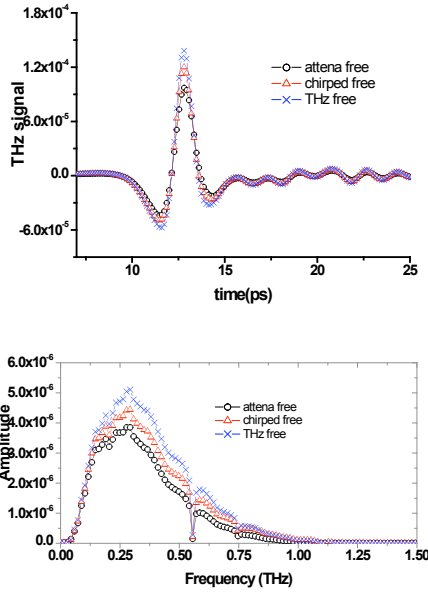 1.8x10⁻⁴
1.2x10⁻⁴
6.0x10⁻⁵
0.0
-6.0x10⁻⁵
THz signal
attena free
chirped free
THz free
10 15 20 25
time(ps)
6.0x10⁻⁶
5.0x10⁻⁶
4.0x10⁻⁶
3.0x10⁻⁶
2.0x10⁻⁶
1.0x10⁻⁶
0.0
Amplitude
attena free
chirped free
THz free
0.00 0.25 0.50 0.75 1.00 1.25 1.50
Frequency (THz)